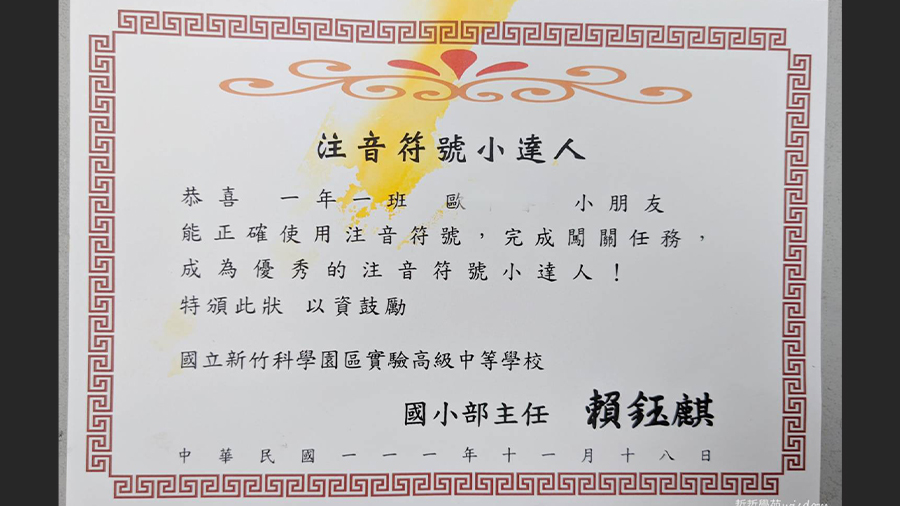 注音符號小達人
恭喜 一年一班 歐 小朋友
能正確使用注音符號，完成闖關任務，
成為優秀的注音符號小達人！
特頒此狀 以資鼓勵
國立新竹科學園區實驗高級中等學校
國小部主任 賴鈺麒
中華民國一一一年十一月十八日